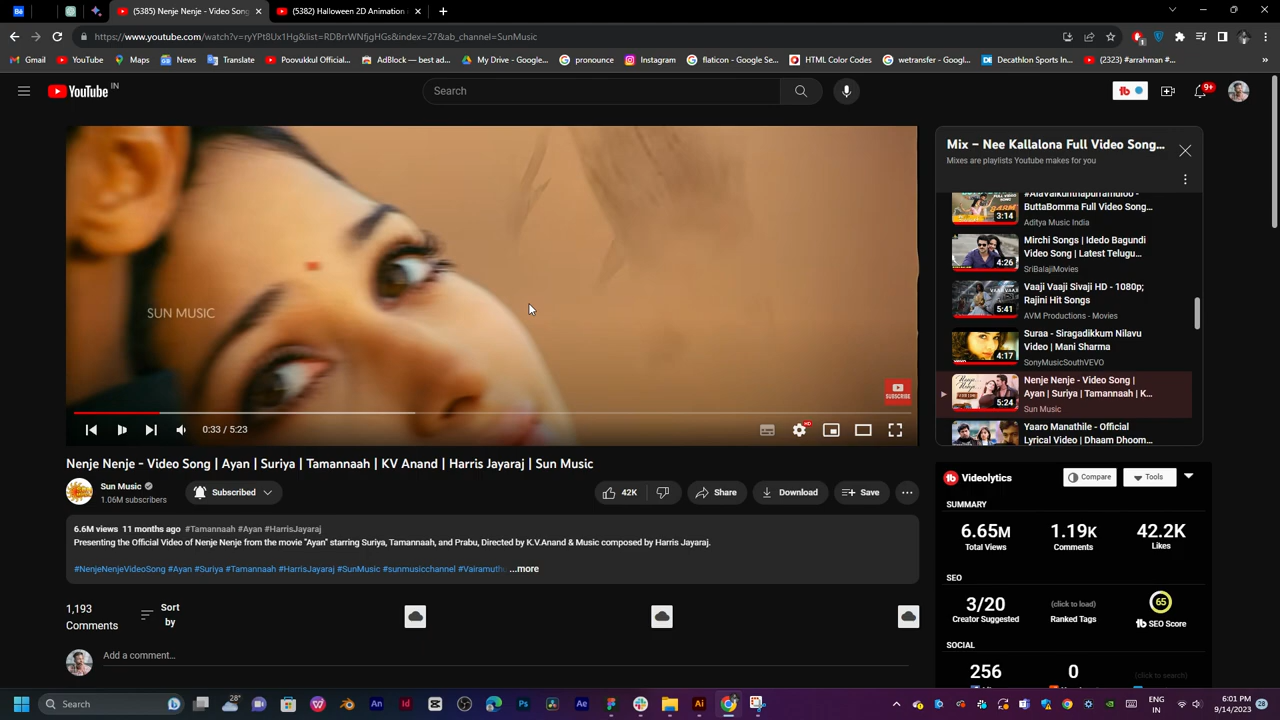 (5385) Nenje Nenje - Video Song
(5382) Halloween 2D Animation
https://www.youtube.com/watch?v=ryYPt8Ux1Hg&list=RDBrrWNfjgHGs&index=27&ab_channel=SunMusic
Gmail YouTube Maps News Translate Poovukkul Official... AdBlock — best ad... My Drive - Google... pronounce Instagram flaticon - Google Se... HTML Color Codes wetransfer - Googl... Decathlon Sports In... (2323) #arrahman #...
YouTube IN
Search
9+
Mix – Nee Kallalona Full Video Song...
Mixes are playlists Youtube makes for you
#AlaVaikunthapurramuloo -
ButtaBomma Full Video Song...
3:14
Aditya Music India
Mirchi Songs | Idedo Bagundi
Video Song | Latest Telugu...
4:26
SriBalajiMovies
Vaaji Vaaji Sivaji HD - 1080p;
Rajini Hit Songs
5:41
AVM Productions - Movies
Suraa - Siragadikkum Nilavu
Video | Mani Sharma
4:17
SonyMusicSouthVEVO
Nenje Nenje - Video Song |
Ayan | Suriya | Tamannaah | K...
5:24
Sun Music
Yaaro Manathile - Official
Lyrical Video | Dhaam Dhoom...
SUN MUSIC
SUBSCRIBE
0:33 / 5:23
HD
Nenje Nenje - Video Song | Ayan | Suriya | Tamannaah | KV Anand | Harris Jayaraj | Sun Music
Sun Music
1.06M subscribers
Subscribed
42K
Share
Download
Save
6.6M views 11 months ago #Tamannaah #Ayan #HarrisJayaraj
Presenting the Official Video of Nenje Nenje from the movie "Ayan" starring Suriya, Tamannaah, and Prabu, Directed by K.V.Anand & Music composed by Harris Jayaraj.
#NenjeNenjeVideoSong #Ayan #Suriya #Tamannaah #HarrisJayaraj #SunMusic #sunmusicchannel #Vairamuthu ...more
1,193
Comments
Sort
by
Add a comment...
Videolytics
Compare
Tools
SUMMARY
6.65M 1.19K 42.2K
Total Views Comments Likes
SEO
3/20 (click to load) 65
Creator Suggested Ranked Tags tb SEO Score
SOCIAL
256 0 (click to search)
Search
28°
ENG
IN
6:01 PM
9/14/2023
28